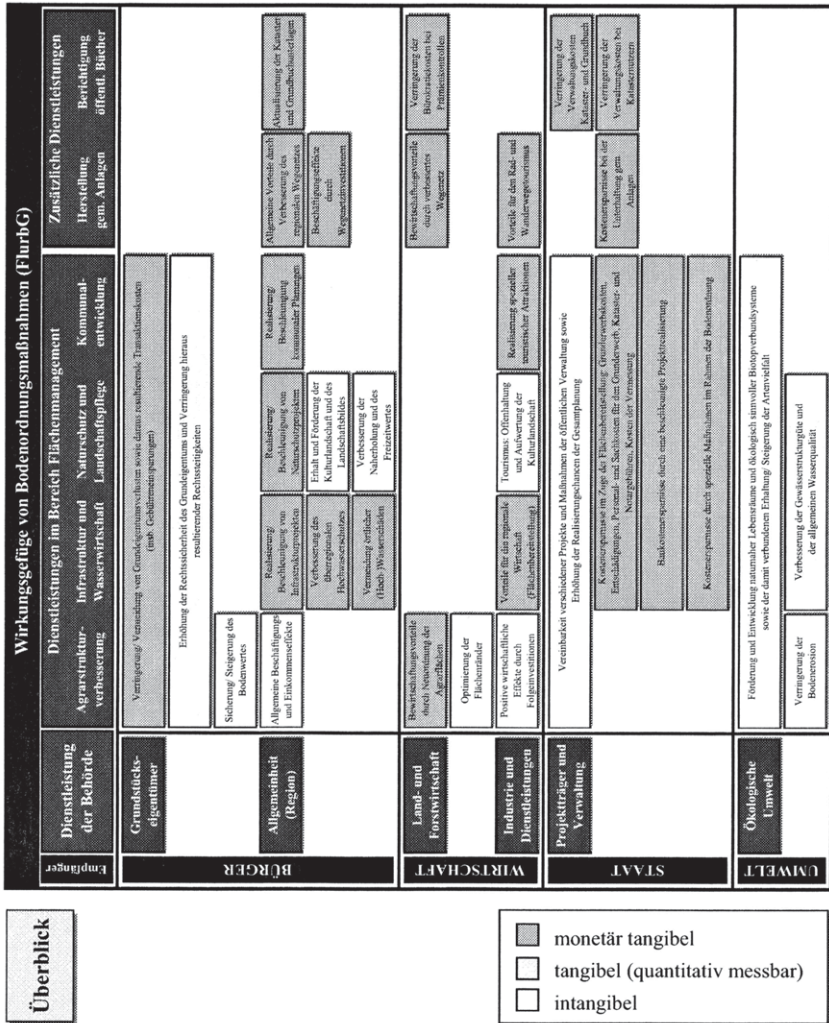 Überblick
Wirkungsgefüge von Bodenordnungsmaßnahmen (FlurbG)
Empfänger
Dienstleistung
der Behörde
Dienstleistungen im Bereich Flächenmanagement
Agrarstruktur-
verbesserung
Infrastruktur und
Wasserwirtschaft
Naturschutz und
Landschaftspflege
Kommunal-
entwicklung
Zusätzliche Dienstleistungen
Herstellung
gem. Anlagen
Berichtigung
öffentl. Bücher
BÜRGER
Grundstücks-
eigentümer
Verringerung/ Vermeidung von Grundeigentumsverlusten sowie daraus resultierende Transaktionskosten
(insb. Gebühreneinsparungen)
Erhöhung der Rechtssicherheit des Grundeigentums und Verringerung hieraus
resultierender Rechtsstreitigkeiten
Sicherung/ Steigerung des
Bodenwertes
Allgemeinheit
(Region)
Allgemeine Beschäftigungs-
und Einkommenseffekte
Realisierung/
Beschleunigung von
Infrastrukturprojekten
Realisierung/
Beschleunigung von
Naturschutzprojekten
Realisierung/
Beschleunigung
kommunaler Planungen
Allgemeine Vorteile durch
Verbesserung des
regionalen Wegenetzes
Aktualisierung der Kataster
und Grundbuchunterlagen
Verbesserung des
überregionalen
Hochwasserschutzes
Erhalt und Förderung der
Kulturlandschaft und des
Landschaftsbildes
Beschäftigungseffekte
durch
Wegenetzinvestitionen
Vermeidung örtlicher
(Hoch-)Wasserschäden
Verbesserung der
Naherholung und des
Freizeitwertes
WIRTSCHAFT
Land- und
Forstwirtschaft
Bewirtschaftungsvorteile
durch Neuordnung der
Agrarflächen
Bewirtschaftungsvorteile
durch verbessertes
Wegenetz
Verringerung der
Bürokratiekosten bei
Prämienkontrollen
Optimierung der
Flächenränder
Industrie und
Dienstleistungen
Positive wirtschaftliche
Effekte durch
Folgeinvestitionen
Vorteile für das regionale
Wirtschaft
(Flächenbereitstellung)
Tourismus: Offenhaltung
und Aufwertung der
Kulturlandschaft
Realisierung spezieller
touristischer Attraktionen
Vorteile für den Rad- und
Wanderwegetourismus
STAAT
Projektträger und
Verwaltung
Vereinbarkeit verschiedener Projekte und Maßnahmen der öffentlichen Verwaltung sowie
Erhöhung der Realisierungschancen der Gesamtplanung
Verringerung der
Verwaltungskosten
Kataster- und Grundbuch
Kostenersparnisse im Zuge der Flächenbereitstellung: Grunderwerbskosten,
Entschädigungen, Personal- und Sachkosten für den Grunderwerb, Kataster- und
Notargebühren, Kosten der Vermessung
Kostenersparnisse bei der
Unterhaltung gem.
Anlagen
Verringerung der
Verwaltungskosten bei
Katasternutzern
Baukostenersparnisse durch eine beschleunigte Projektrealisierung
Kostenersparnisse durch spezielle Maßnahmen im Rahmen der Bodenordnung
UMWELT
Ökologische
Umwelt
Förderung und Entwicklung naturnaher Lebensräume und ökologisch sinnvoller Biotopverbundsysteme
sowie der damit verbundenen Erhaltung/ Steigerung der Artenvielfalt
Verringerung der
Bodenerosion
Verbesserung der Gewässerstrukturgüte und
der allgemeinen Wasserqualität
monetär tangibel
tangibel (quantitativ messbar)
intangibel